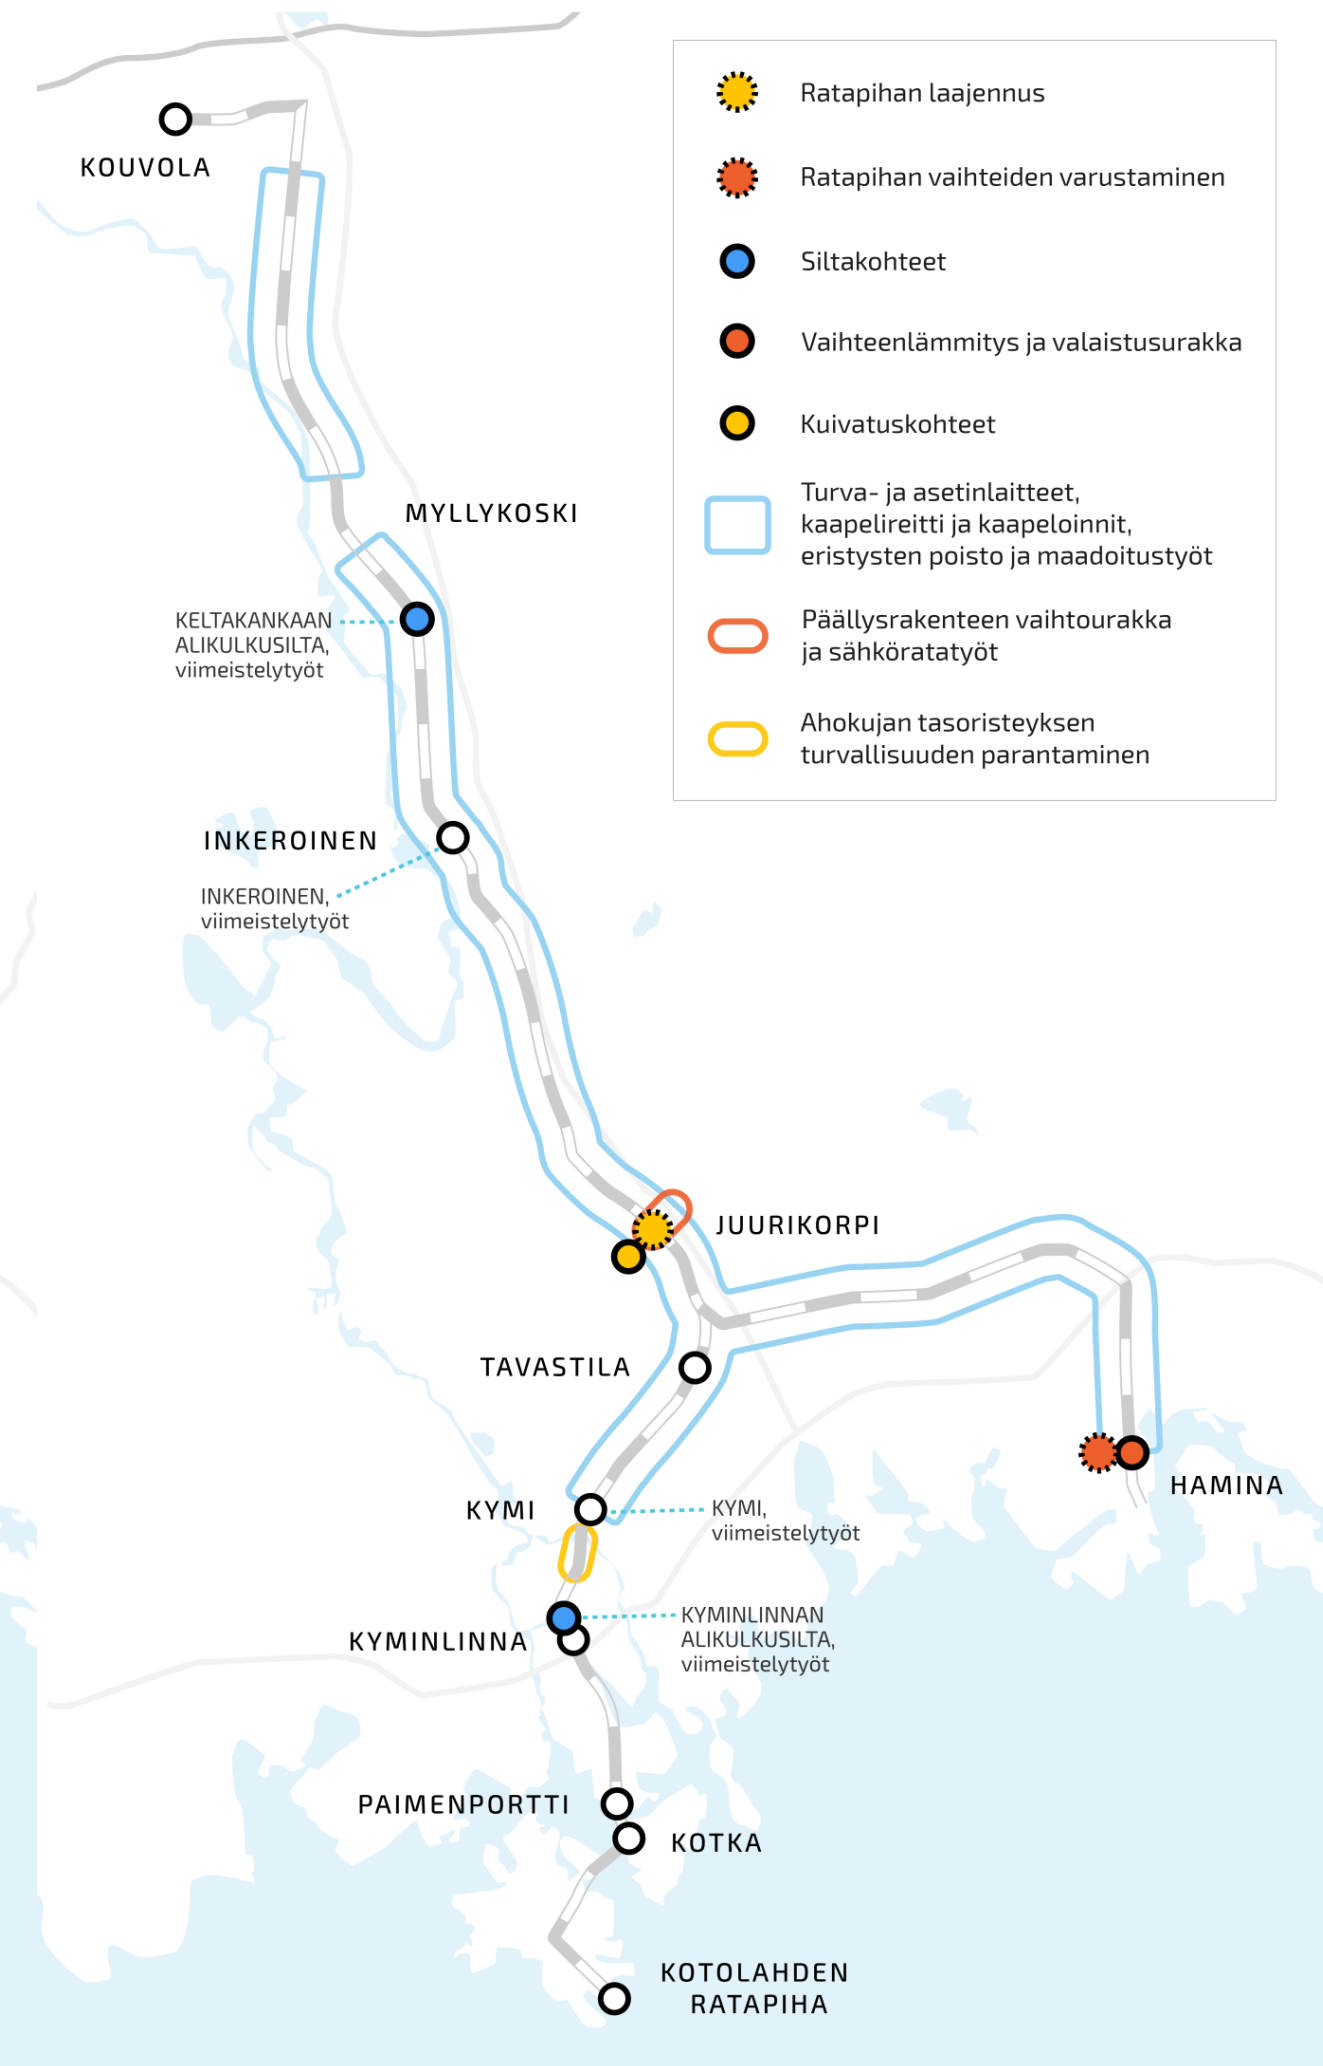 Ratapihan laajennus
Ratapihan vaihteiden varustaminen
Siltakohteet
Vaihteenlämmitys ja valaistusurakka
Kuivatuskohteet
Turva- ja asetinlaitteet,
kaapelireitti ja kaapeloinnit,
eristysten poisto ja maadoitustyöt
Päällysrakenteen vaihtourakka
ja sähköratatyöt
Ahokujan tasoristeyksen
turvallisuuden parantaminen
KOUVOLA
MYLLYKOSKI
KELTAKANKAAN
ALIKULKUSILTA,
viimeistelytyöt
INKEROINEN
INKEROINEN,
viimeistelytyöt
JUURIKORPI
TAVASTILA
HAMINA
KYMI
KYMI,
viimeistelytyöt
KYMINLINNAN
ALIKULKUSILTA,
viimeistelytyöt
KYMINLINNA
PAIMENPORTTI
KOTKA
KOTOLAHDEN
RATAPIHA